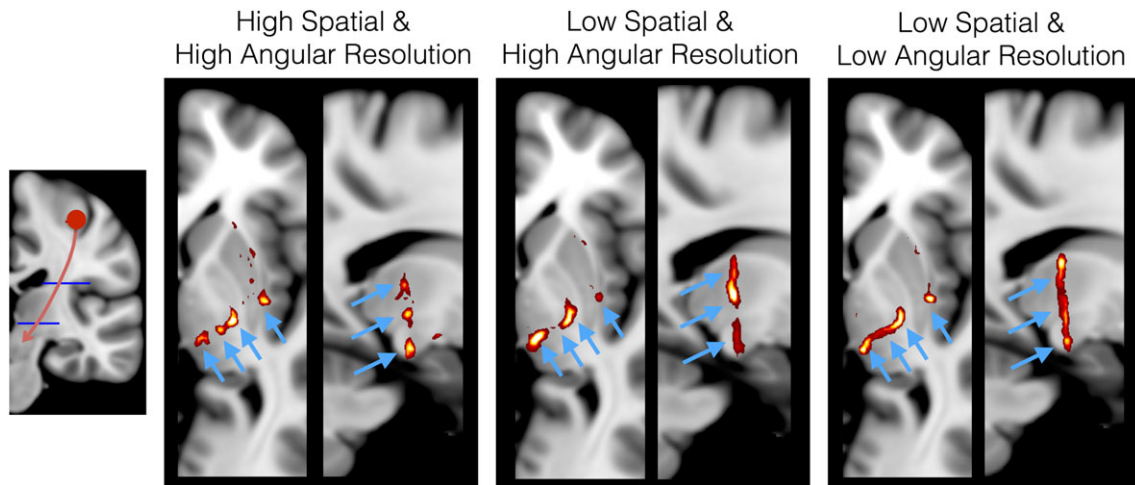 High Spatial &
High Angular Resolution
Low Spatial &
High Angular Resolution
Low Spatial &
Low Angular Resolution